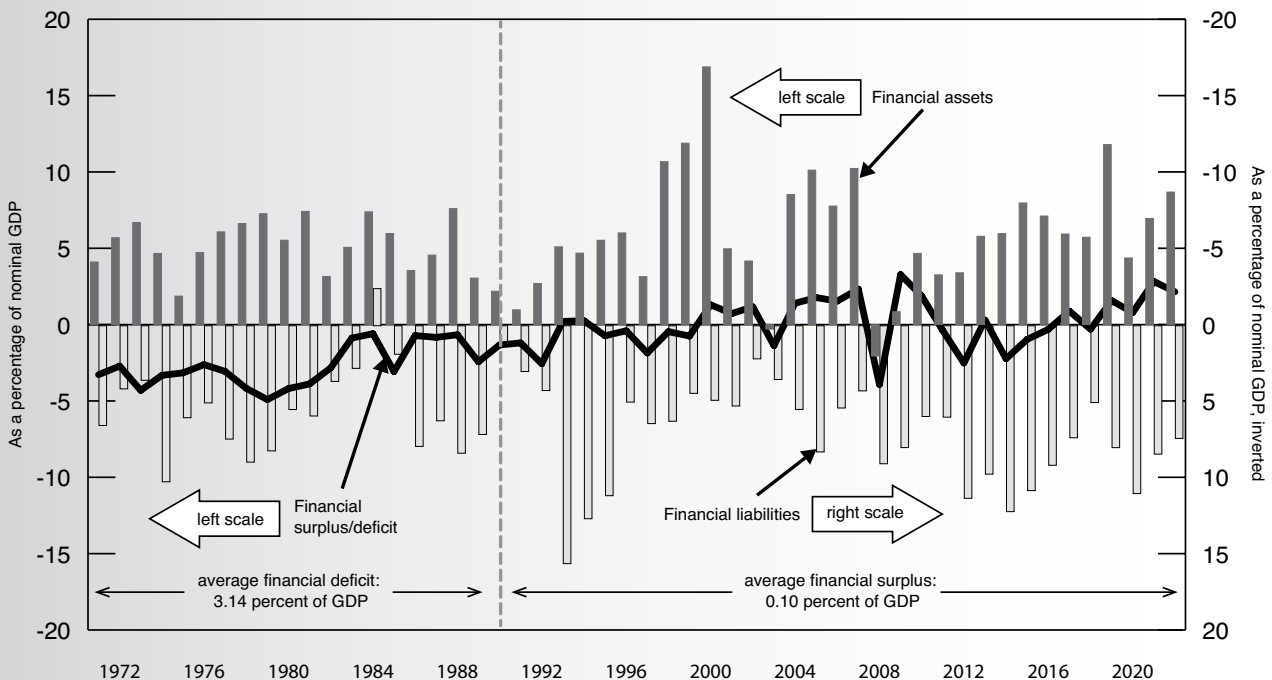 As a percentage of nominal GDP
20
15
10
5
0
-5
-10
-15
-20
left scale
Financial assets
Financial
surplus/deficit
left scale
Financial liabilities
right scale
average financial deficit:
3.14 percent of GDP
average financial surplus:
0.10 percent of GDP
-20
-15
-10
-5
0
5
10
15
20
As a percentage of nominal GDP, inverted
1972 1976 1980 1984 1988 1992 1996 2000 2004 2008 2012 2016 2020